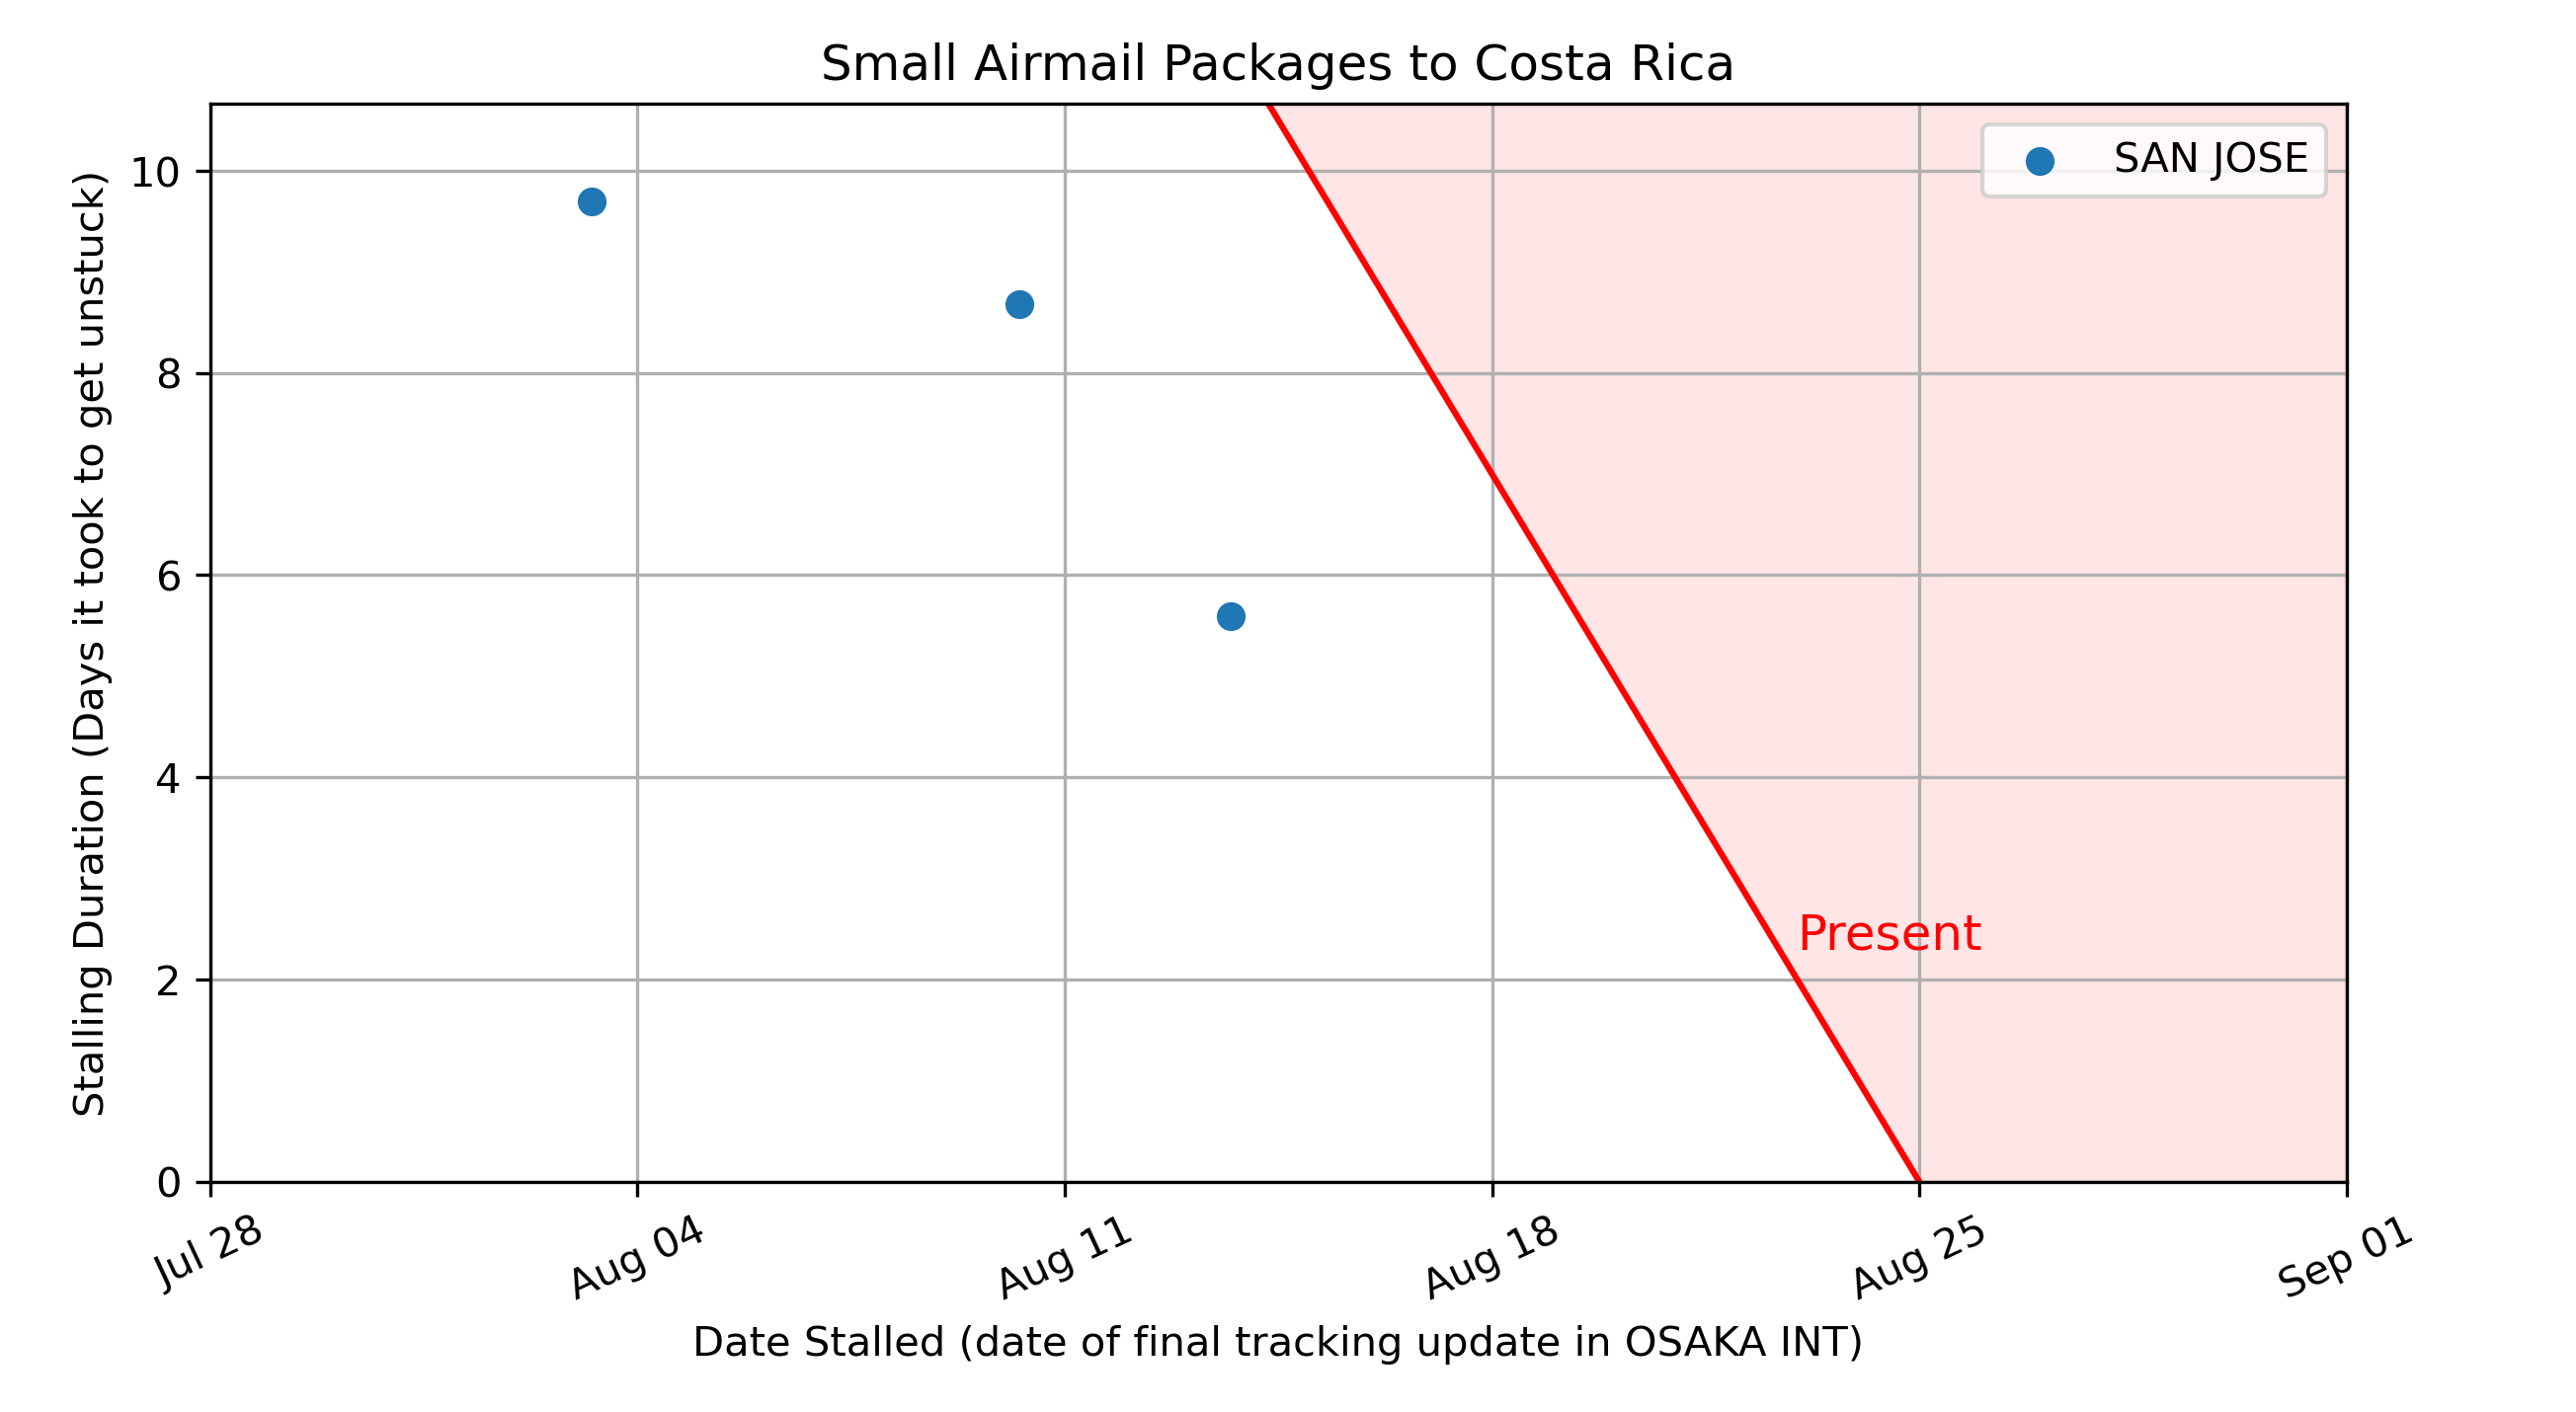 Small Airmail Packages to Costa Rica
SAN JOSE
Stalling Duration (Days it took to get unstuck)
10
8
6
4
2
0
Present
Jul 28
Aug 04
Aug 11
Aug 18
Aug 25
Sep 01
Date Stalled (date of final tracking update in OSAKA INT)